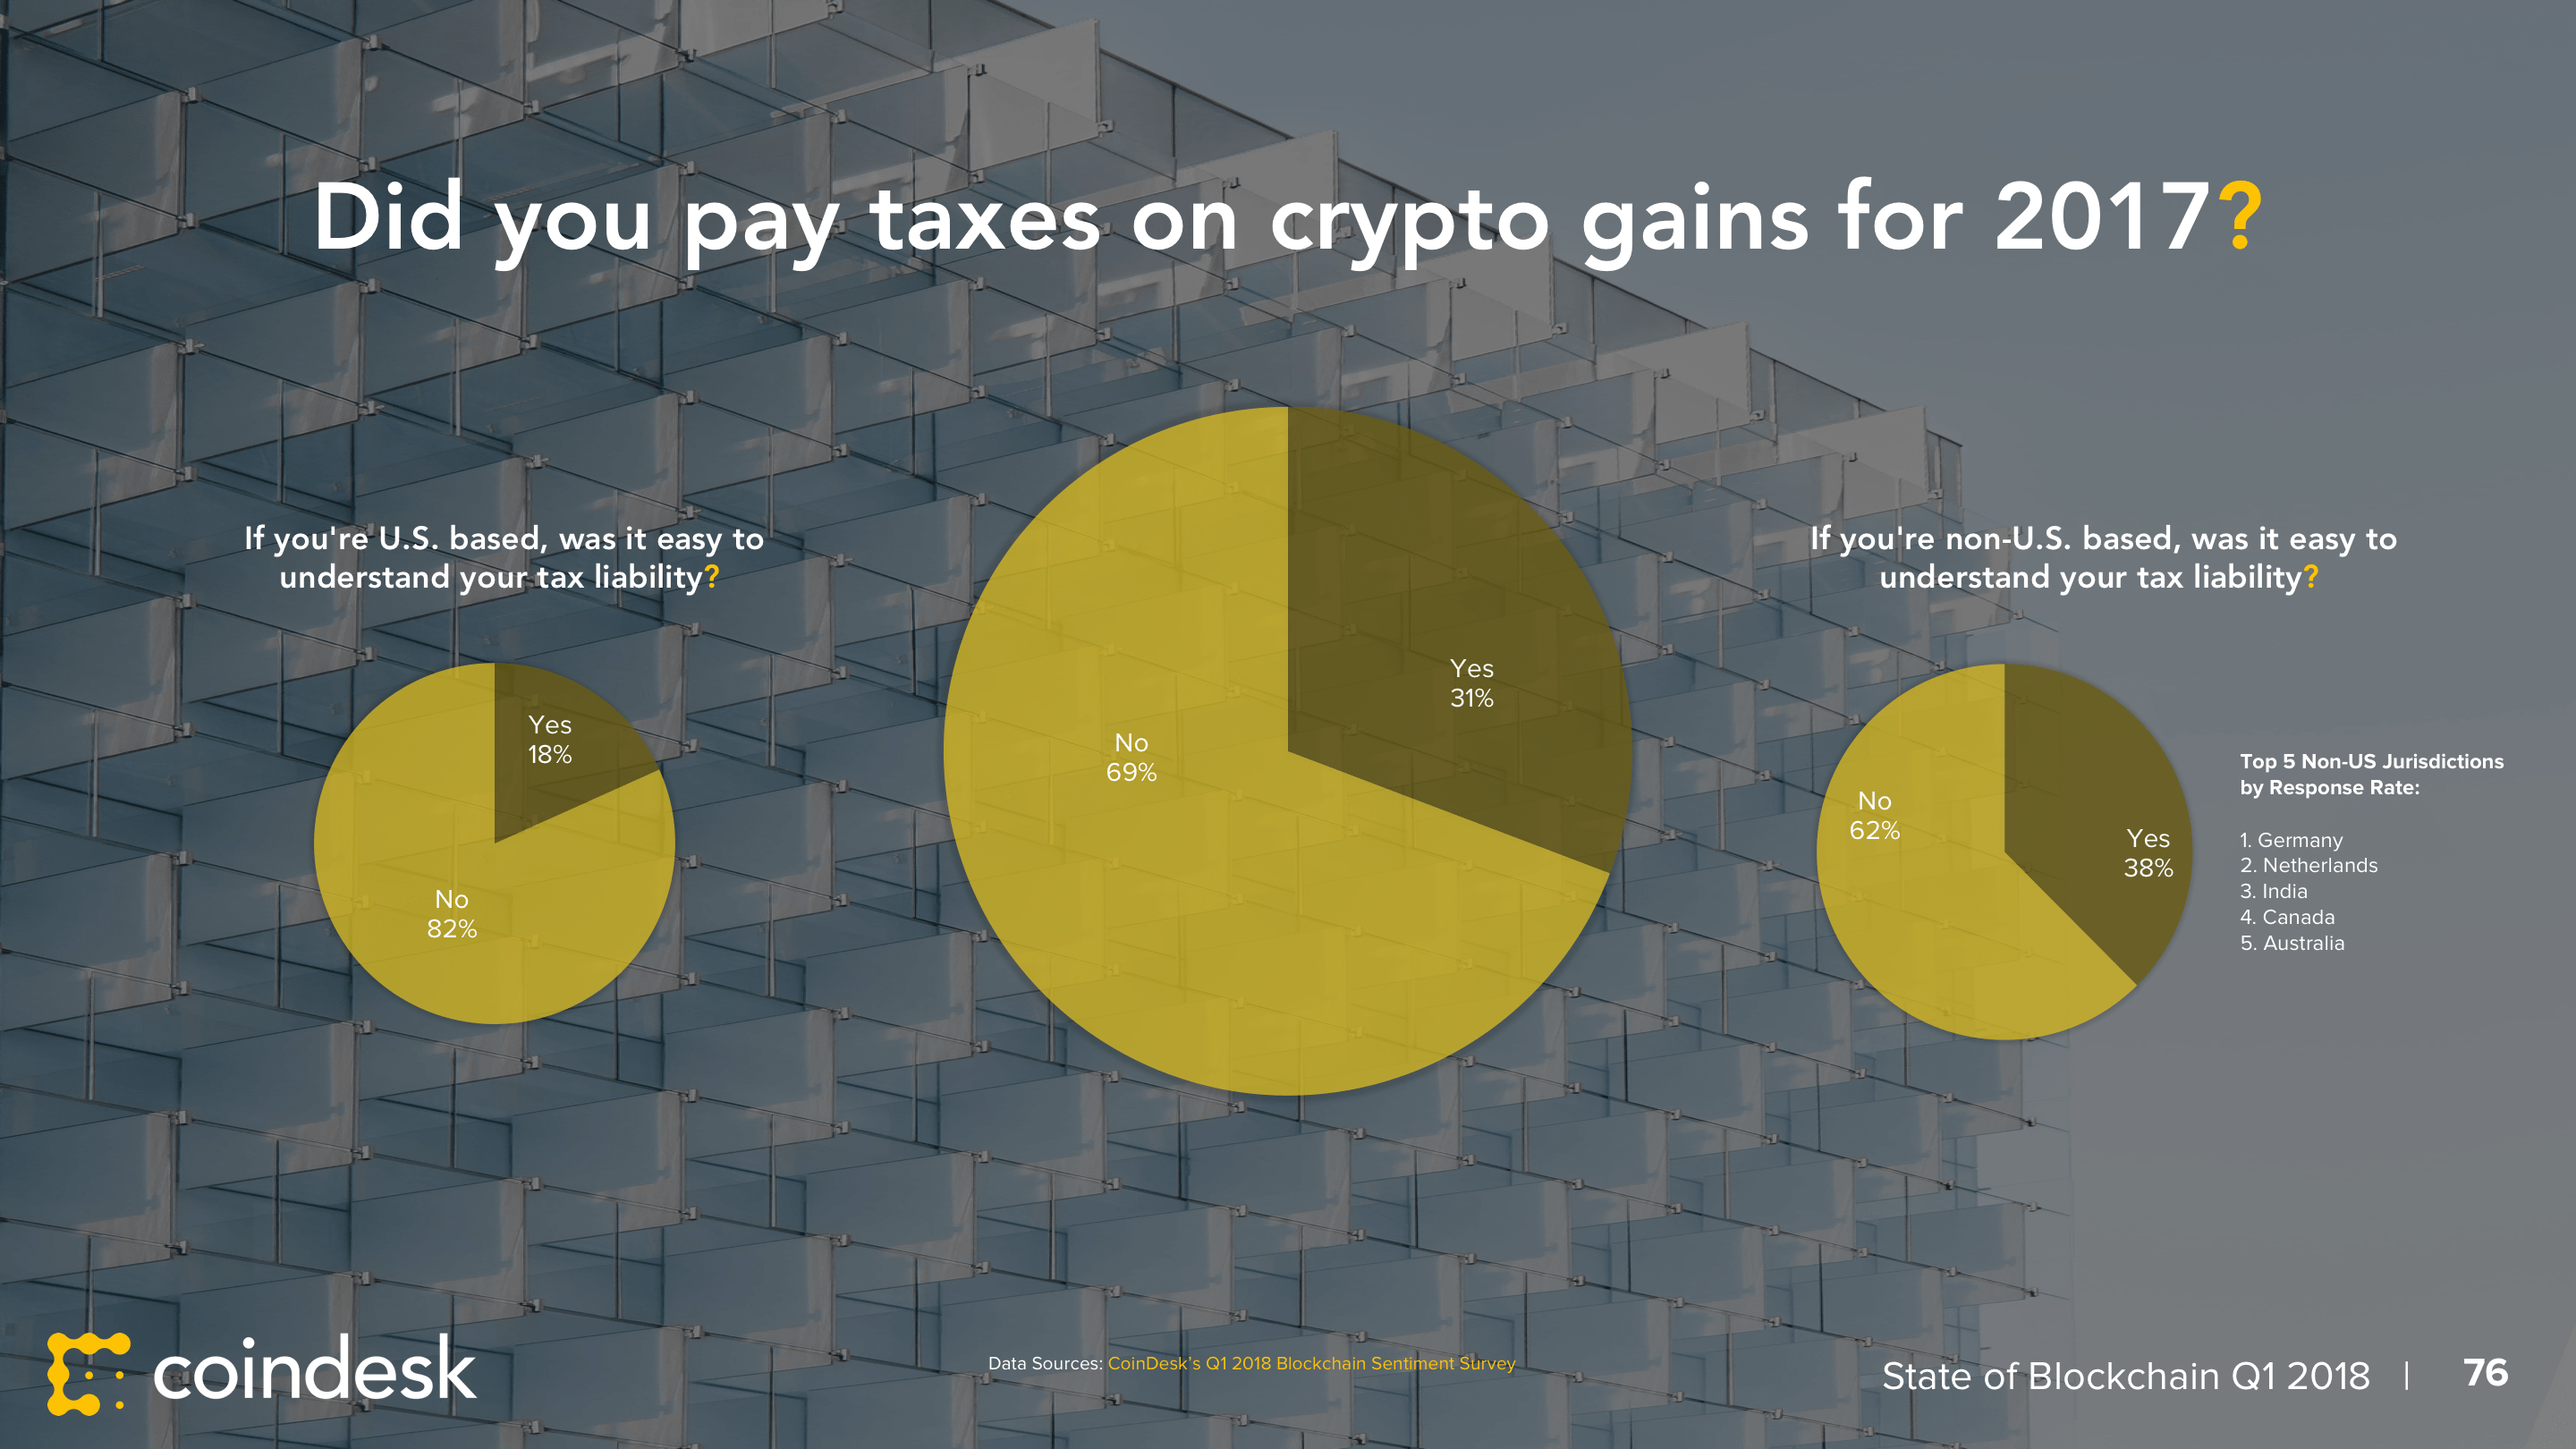 Did you pay taxes on crypto gains for 2017?
If you're U.S. based, was it easy to
understand your tax liability?
Yes
18%
No
82%
Yes
31%
No
69%
If you're non-U.S. based, was it easy to
understand your tax liability?
No
62%
Yes
38%
Top 5 Non-US Jurisdictions
by Response Rate:
1. Germany
2. Netherlands
3. India
4. Canada
5. Australia
coindesk
Data Sources: CoinDesk's Q1 2018 Blockchain Sentiment Survey
State of Blockchain Q1 2018 | 76